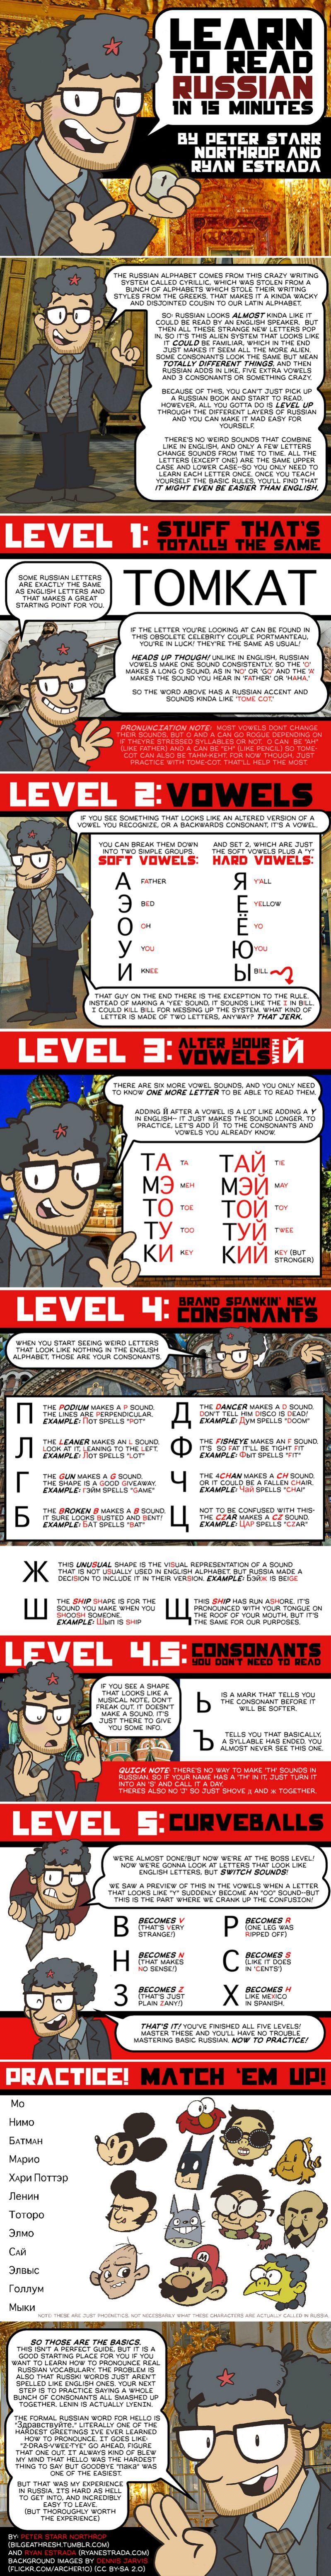 LEARN
TO READ
RUSSIAN
IN 15 MINUTES
BY PETER STARR
NORTHROP AND
RYAN ESTRADA
THE RUSSIAN ALPHABET COMES FROM THIS CRAZY WRITING
SYSTEM CALLED CYRILLIC, WHICH WAS STOLEN FROM A
BUNCH OF ALPHABETS WHICH STOLE THEIR WRITING
STYLES FROM THE GREEKS. THAT MAKES IT A KINDA WACKY
AND DISJOINTED COUSIN TO OUR LATIN ALPHABET.
SO: RUSSIAN LOOKS ALMOST KINDA LIKE IT
COULD BE READ BY AN ENGLISH SPEAKER. BUT
THEN ALL THESE STRANGE NEW LETTERS POP
IN, SO IT'S THIS ALIEN SYSTEM THAT LOOKS LIKE
IT COULD BE FAMILIAR, WHICH IN THE END
JUST MAKES IT SEEM ALL THE MORE ALIEN.
SOME CONSONANTS LOOK THE SAME BUT MEAN
TOTALLY DIFFERENT THINGS. AND THEN
RUSSIAN ADDS IN LIKE, FIVE EXTRA VOWELS
AND 3 CONSONANTS OR SOMETHING CRAZY.
BECAUSE OF THIS, YOU CAN'T JUST PICK UP
A RUSSIAN BOOK AND START TO READ.
HOWEVER, ALL YOU GOTTA DO IS LEVEL UP
THROUGH THE DIFFERENT LAYERS OF RUSSIAN
AND YOU CAN MAKE IT MAD EASY FOR
YOURSELF.
THERE'S NO WEIRD SOUNDS THAT COMBINE
LIKE IN ENGLISH, AND ONLY A FEW LETTERS
CHANGE SOUNDS FROM TIME TO TIME. ALL THE
LETTERS (EXCEPT ONE) ARE THE SAME UPPER
CASE AND LOWER CASE--SO YOU ONLY NEED TO
LEARN EACH LETTER ONCE. ONCE YOU TEACH
YOURSELF THE BASIC RULES, YOU'LL FIND THAT
IT MIGHT EVEN BE EASIER THAN ENGLISH.
LEVEL 1: STUFF THAT'S
TOTALLY THE SAME
SOME RUSSIAN LETTERS
ARE EXACTLY THE SAME
AS ENGLISH LETTERS AND
THAT MAKES A GREAT
STARTING POINT FOR YOU.
TOMKAT
IF THE LETTER YOU'RE LOOKING AT CAN BE FOUND IN
THIS OBSOLETE CELEBRITY COUPLE PORTMANTEAU,
YOU'RE IN LUCK! THEY'RE THE SAME AS USUAL!
HEADS UP THOUGH! UNLIKE IN ENGLISH, RUSSIAN
VOWELS MAKE ONE SOUND CONSISTENTLY. SO THE 'O'
MAKES A LONG O SOUND, AS IN 'NO' OR 'GO' AND THE 'A'
MAKES THE SOUND YOU HEAR IN 'FATHER' OR 'HAHA.'
SO THE WORD ABOVE HAS A RUSSIAN ACCENT AND
SOUNDS KINDA LIKE "TOME COT."
PRONUNCIATION NOTE: MOST VOWELS DONT CHANGE
THEIR SOUNDS, BUT O AND A CAN GO ROGUE DEPENDING ON
IF THEY'RE STRESSED SYLLABLES OR NOT. O CAN BE "AH"
(LIKE FATHER) AND A CAN BE "EH" (LIKE PENCIL) SO TOME-
COT CAN ALSO BE TAHM-KEHT. FOR NOW THOUGH, JUST
PRACTICE WITH TOME-COT. THAT'LL HELP THE MOST.
LEVEL 2: VOWELS
IF YOU SEE SOMETHING THAT LOOKS LIKE AN ALTERED VERSION OF A
VOWEL YOU RECOGNIZE, OR A BACKWARDS CONSONANT, IT'S A VOWEL.
YOU CAN BREAK THEM DOWN
INTO TWO SIMPLE GROUPS.
SOFT VOWELS:
AND SET 2, WHICH ARE JUST
THE SOFT VOWELS PLUS A "Y"
HARD VOWELS:
А FATHER
Я Y'ALL
Э BED
Е YELLOW
О OH
Ё YO
У YOU
Ю YOU
И KNEE
Ы BILL
THAT GUY ON THE END THERE IS THE EXCEPTION TO THE RULE.
INSTEAD OF MAKING A 'YEE' SOUND, IT SOUNDS LIKE THE I IN BILL.
I COULD KILL BILL FOR MESSING UP THE SYSTEM. WHAT KIND OF
LETTER IS MADE OF TWO LETTERS, ANYWAY? THAT JERK.
LEVEL 3: ALTER YOUR
VOWELS WITH Й
THERE ARE SIX MORE VOWEL SOUNDS, AND YOU ONLY NEED
TO KNOW ONE MORE LETTER TO BE ABLE TO READ THEM.
ADDING Й AFTER A VOWEL IS A LOT LIKE ADDING A Y
IN ENGLISH-- IT JUST MAKES THE SOUND LONGER. TO
PRACTICE, LET'S ADD Й TO THE CONSONANTS AND
VOWELS YOU ALREADY KNOW.
ТА TA
ТАЙ TIE
МЭ MEH
МЭЙ MAY
ТО TOE
ТОЙ TOY
ТУ TOO
ТУЙ TWEE
КИ KEY
КИЙ KEY (BUT
STRONGER)
LEVEL 4: BRAND SPANKIN' NEW
CONSONANTS
WHEN YOU START SEEING WEIRD LETTERS
THAT LOOK LIKE NOTHING IN THE ENGLISH
ALPHABET, THOSE ARE YOUR CONSONANTS.
П THE PODIUM MAKES A P SOUND.
THE LINES ARE PERPENDICULAR.
EXAMPLE: Пот SPELLS "POT"
Д THE DANCER MAKES A D SOUND.
DON'T TELL HIM DISCO IS DEAD!
EXAMPLE: Дум SPELLS "DOOM"
Л THE LEANER MAKES AN L SOUND.
LOOK AT IT, LEANING TO THE LEFT.
EXAMPLE: Лот SPELLS "LOT"
Ф THE FISHEYE MAKES AN F SOUND.
IT'S SO FAT IT'LL BE TIGHT FIT
EXAMPLE: Фыт SPELLS "FIT"
Г THE GUN MAKES A G SOUND.
THE SHAPE IS A GOOD GIVEAWAY.
EXAMPLE: Гэйм SPELLS "GAME"
Ч THE 4CHAN MAKES A CH SOUND.
OR IT COULD BE A FALLEN CHAIR.
EXAMPLE: Чай SPELLS "CHAI"
Б THE BROKEN B MAKES A B SOUND.
IT SURE LOOKS BUSTED AND BENT!
EXAMPLE: БАТ SPELLS "BAT"
Ц NOT TO BE CONFUSED WITH THIS-
THE CZAR MAKES A CZ SOUND.
EXAMPLE: ЦАР SPELLS "CZAR"
Ж THIS UNUSUAL SHAPE IS THE VISUAL REPRESENTATION OF A SOUND
THAT IS NOT USUALLY USED IN ENGLISH ALPHABET. BUT RUSSIA MADE A
DECISION TO INCLUDE IT IN THEIR VERSION. EXAMPLE: БЭЙЖ IS BEIGE
Ш THE SHIP SHAPE IS FOR THE
SOUND YOU MAKE WHEN YOU
SHOOSH SOMEONE.
EXAMPLE: Шып IS SHIP
Щ THIS SHIP HAS RUN ASHORE. IT'S
PRONOUNCED WITH YOUR TONGUE ON
THE ROOF OF YOUR MOUTH, BUT IT'S
THE SAME FOR OUR PURPOSES.
LEVEL 4.5: CONSONANTS
YOU DON'T NEED TO READ
IF YOU SEE A SHAPE
THAT LOOKS LIKE A
MUSICAL NOTE, DON'T
FREAK OUT. IT DOESN'T
MAKE A SOUND. IT'S
JUST THERE TO GIVE
YOU SOME INFO.
Ь IS A MARK THAT TELLS YOU
THE CONSONANT BEFORE IT
WILL BE SOFTER.
Ъ TELLS YOU THAT BASICALLY,
A SYLLABLE HAS ENDED. YOU
ALMOST NEVER SEE THIS ONE.
QUICK NOTE: THERE'S NO WAY TO MAKE 'TH' SOUNDS IN
RUSSIAN. SO IF YOUR NAME HAS A 'TH' IN IT, JUST TURN IT
INTO AN 'S' AND CALL IT A DAY.
THERES ALSO NO 'J' SO JUST SHOVE Д AND Ж TOGETHER.
LEVEL 5: CURVEBALLS
WE'RE ALMOST DONE! BUT NOW WE'RE AT THE BOSS LEVEL!
NOW WE'RE GONNA LOOK AT LETTERS THAT LOOK LIKE
ENGLISH LETTERS, BUT SWITCH SOUNDS!
WE SAW A PREVIEW OF THIS IN THE VOWELS WHEN A LETTER
THAT LOOKS LIKE "Y" SUDDENLY BECOME AN "OO" SOUND--BUT
THIS IS THE PART WHERE WE CRANK UP THE CONFUSION!
В BECOMES V
(THAT'S VERY
STRANGE!)
Р BECOMES R
(ONE LEG WAS
RIPPED OFF)
Н BECOMES N
(THAT MAKES
NO SENSE!)
С BECOMES S
(LIKE IT DOES
IN 'CENTS')
З BECOMES Z
(THAT'S JUST
PLAIN ZANY!)
Х BECOMES H
LIKE MEXICO
IN SPANISH.
THAT'S IT! YOU'VE FINISHED ALL FIVE LEVELS!
MASTER THESE AND YOU'LL HAVE NO TROUBLE
MASTERING BASIC RUSSIAN. NOW TO PRACTICE!
PRACTICE! MATCH 'EM UP!
Мо
Нимо
Батман
Марио
Хари Поттэр
Ленин
Тоторо
Элмо
Сай
Элвыс
Голлум
Мыки
M
NOTE: THESE ARE JUST PHOENETICS. NOT NECESSARILY WHAT THESE CHARACTERS ARE ACTUALLY CALLED IN RUSSIA.
SO THOSE ARE THE BASICS.
THIS ISN'T A PERFECT GUIDE, BUT IT IS A
GOOD STARTING PLACE FOR YOU IF YOU
WANT TO LEARN HOW TO PRONOUNCE REAL
RUSSIAN VOCABULARY. THE PROBLEM IS
ALSO THAT RUSSKI WORDS JUST AREN'T
SPELLED LIKE ENGLISH ONES. YOUR NEXT
STEP IS TO PRACTICE SAYING A WHOLE
BUNCH OF CONSONANTS ALL SMASHED UP
TOGETHER. LENIN IS ACTUALLY LYENIN.
THE FORMAL RUSSIAN WORD FOR HELLO IS
"Здравствуйте." LITERALLY ONE OF THE
HARDEST GREETINGS I'VE EVER LEARNED
HOW TO PRONOUNCE. IT GOES LIKE-
"Z-DRAS-VWEE-TYE" GO AHEAD, FIGURE
THAT ONE OUT. IT ALWAYS KIND OF BLEW
MY MIND THAT HELLO WAS THE HARDEST
THING TO SAY BUT GOODBYE "пака" WAS
ONE OF THE EASIEST.
BUT THAT WAS MY EXPERIENCE
IN RUSSIA. IT'S HARD AS HELL
TO GET INTO, AND INCREDIBLY
EASY TO LEAVE.
(BUT THOROUGHLY WORTH
THE EXPERIENCE)
BY: PETER STARR NORTHROP
(BILGEATHRESH.TUMBLR.COM)
AND RYAN ESTRADA (RYANESTRADA.COM)
BACKGROUND IMAGES BY DENNIS JARVIS
(FLICKR.COM/ARCHER10) (CC BY-SA 2.0)